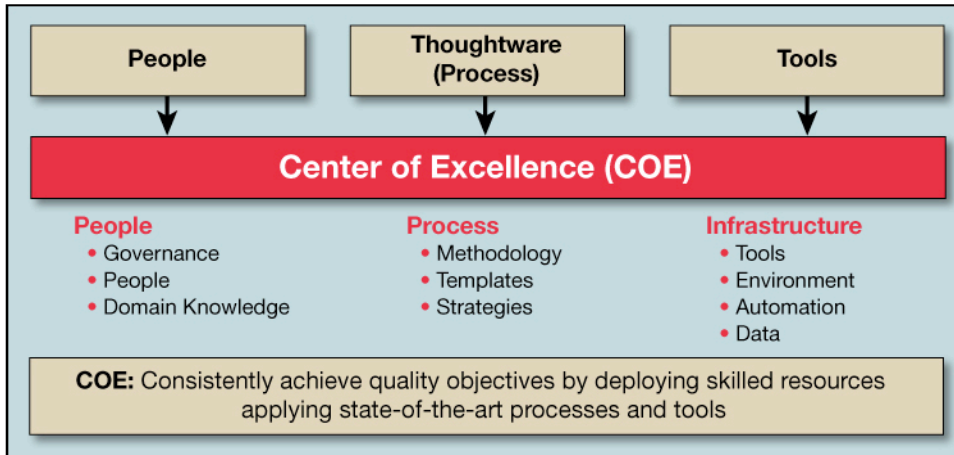 People
Thoughtware
(Process)
Tools
Center of Excellence (COE)
People
• Governance
• People
• Domain Knowledge
Process
• Methodology
• Templates
• Strategies
Infrastructure
• Tools
• Environment
• Automation
• Data
COE: Consistently achieve quality objectives by deploying skilled resources
applying state-of-the-art processes and tools